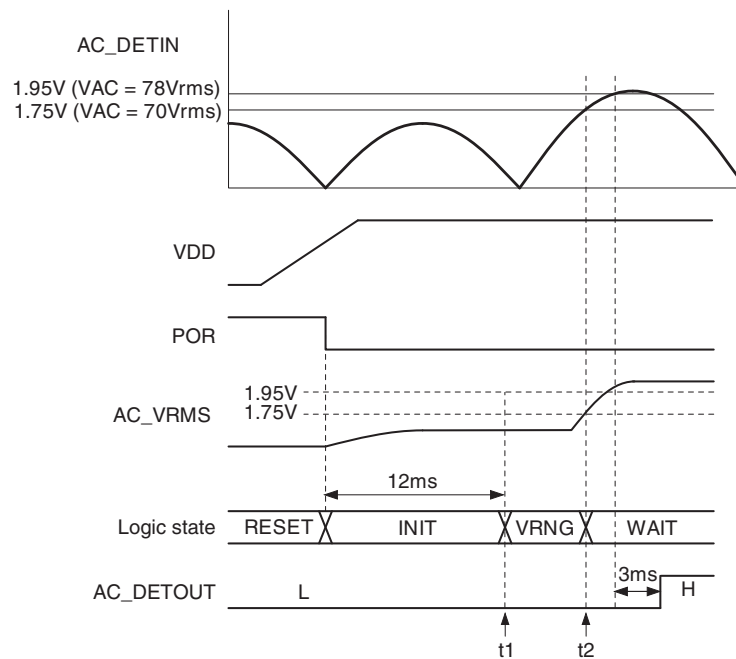 AC_DETIN
1.95V (VAC = 78Vrms)
1.75V (VAC = 70Vrms)
VDD
POR
AC_VRMS
1.95V
1.75V
12ms
Logic state
RESET
INIT
VRNG
WAIT
AC_DETOUT
L
3ms
H
t1
t2